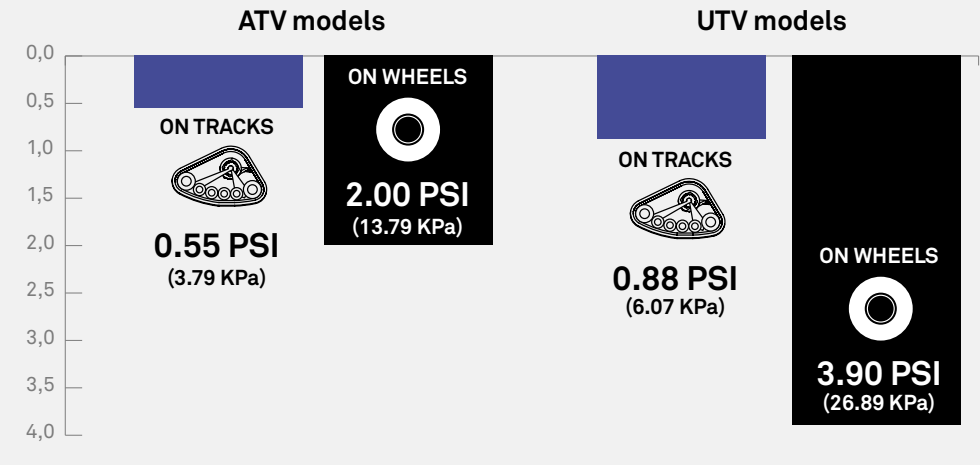 ATV models
UTV models
0,0
0,5
1,0
1,5
2,0
2,5
3,0
3,5
4,0
ON TRACKS
0.55 PSI
(3.79 KPa)
ON WHEELS
2.00 PSI
(13.79 KPa)
ON TRACKS
0.88 PSI
(6.07 KPa)
ON WHEELS
3.90 PSI
(26.89 KPa)